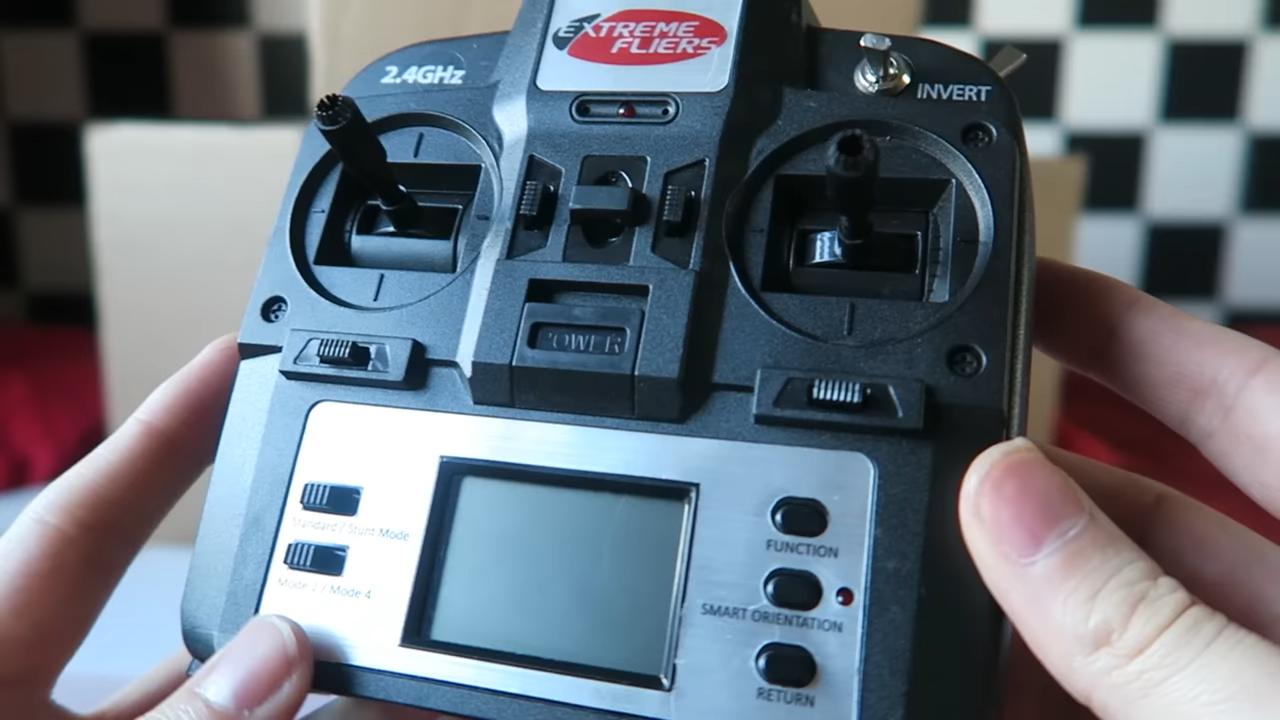 EXTREME
FLIERS
2.4GHz
INVERT
POWER
Standard / Stunt Mode
Mode 2 / Mode 4
FUNCTION
SMART ORIENTATION
RETURN